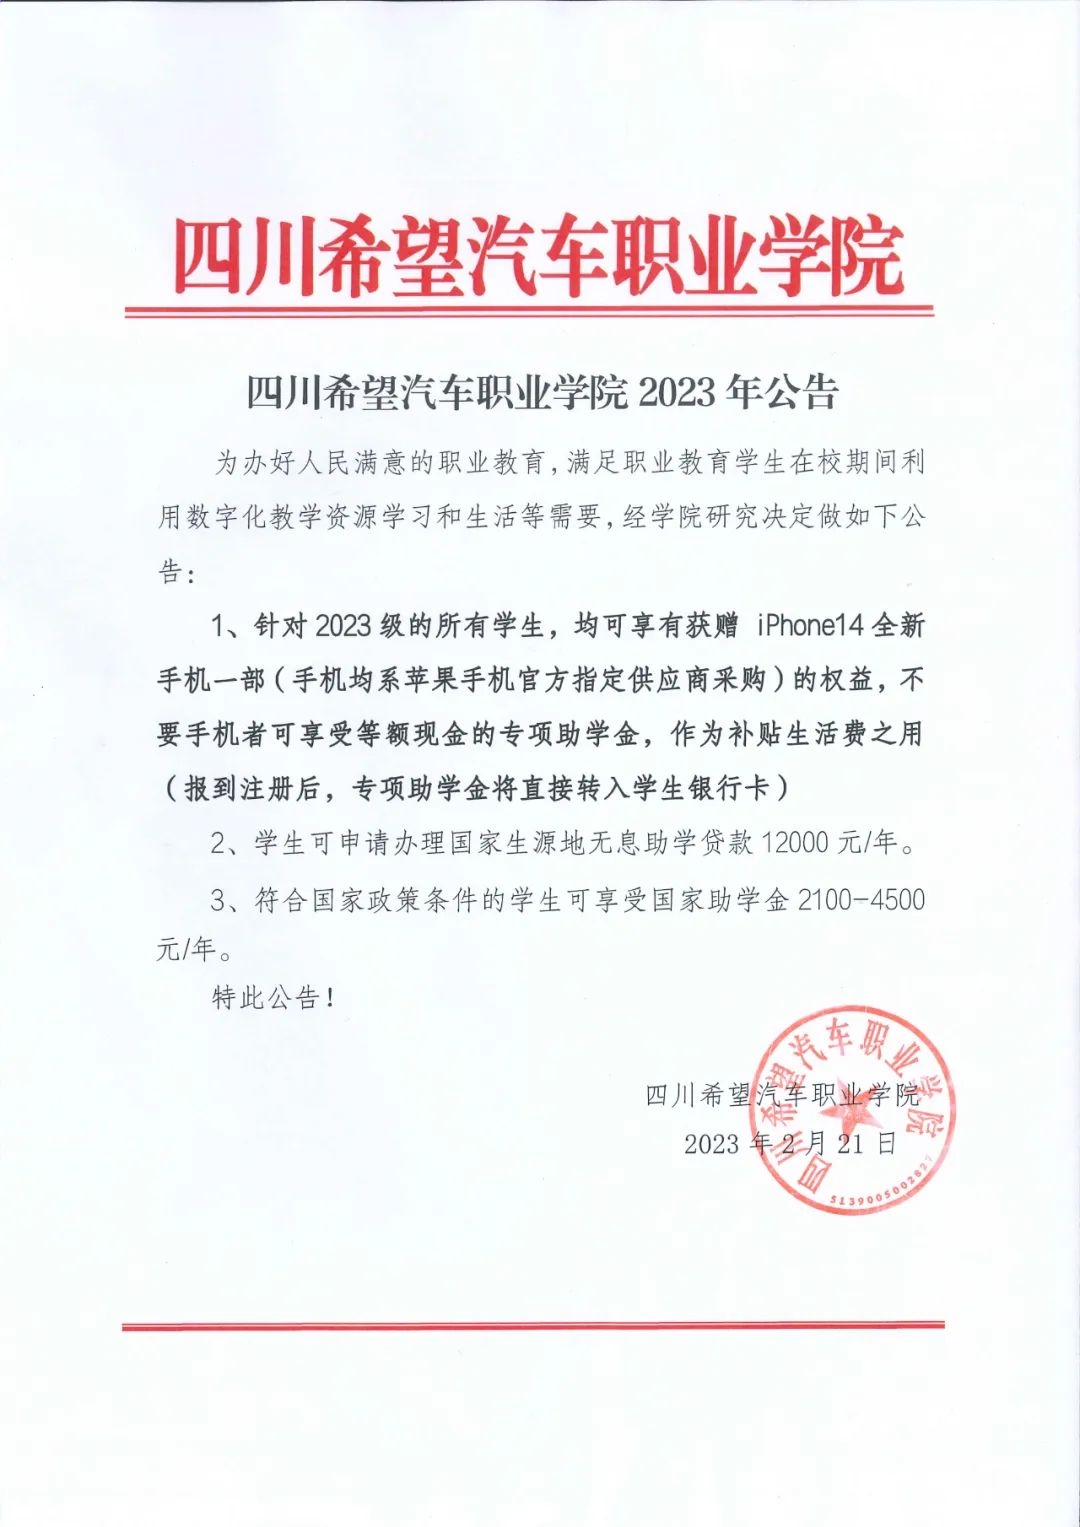 四川希望汽车职业学院
四川希望汽车职业学院 2023 年公告
为办好人民满意的职业教育,满足职业教育学生在校期间利
用数字化教学资源学习和生活等需要,经学院研究决定做如下公
告:
1、针对 2023 级的所有学生，均可享有获赠 iPhone14 全新
手机一部（手机均系苹果手机官方指定供应商采购）的权益，不
要手机者可享受等额现金的专项助学金，作为补贴生活费之用
（报到注册后，专项助学金将直接转入学生银行卡）
2、学生可申请办理国家生源地无息助学贷款 12000 元/年。
3、符合国家政策条件的学生可享受国家助学金 2100-4500
元/年。
特此公告!
四川希望汽车职业学院
2023 年 2 月 21 日
四川希望汽车职业学院
5139005002827